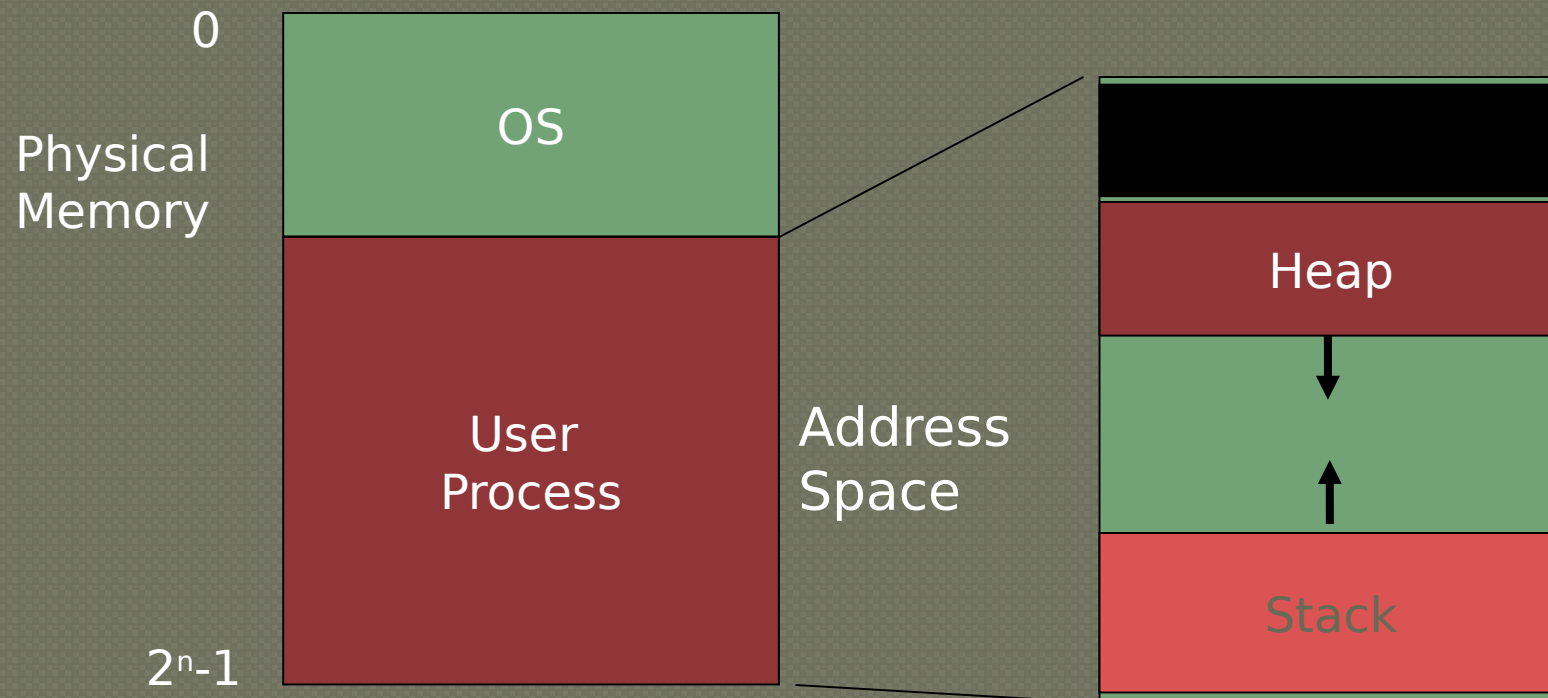 0
OS
Physical
Memory
Heap
Address
Space
User
Process
Stack
2ⁿ-1